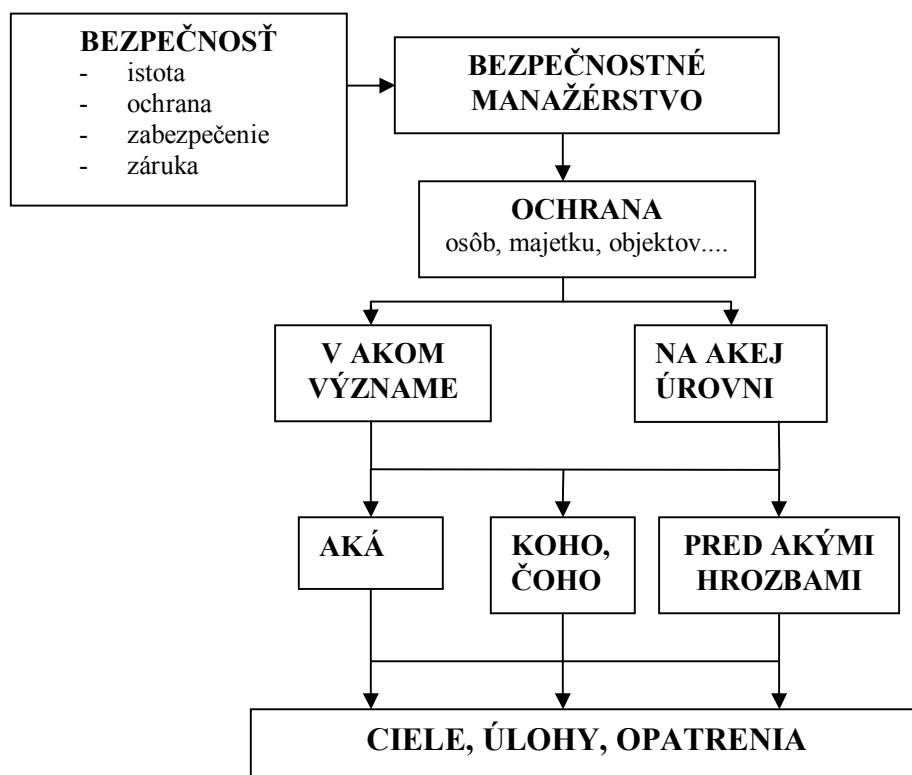 BEZPEČNOSŤ
- istota
- ochrana
- zabezpečenie
- záruka
BEZPEČNOSTNÉ
MANAŽÉRSTVO
OCHRANA
osôb, majetku, objektov....
V AKOM
VÝZNAME
NA AKEJ
ÚROVNI
AKÁ
KOHO,
ČOHO
PRED AKÝMI
HROZBAMI
CIELE, ÚLOHY, OPATRENIA